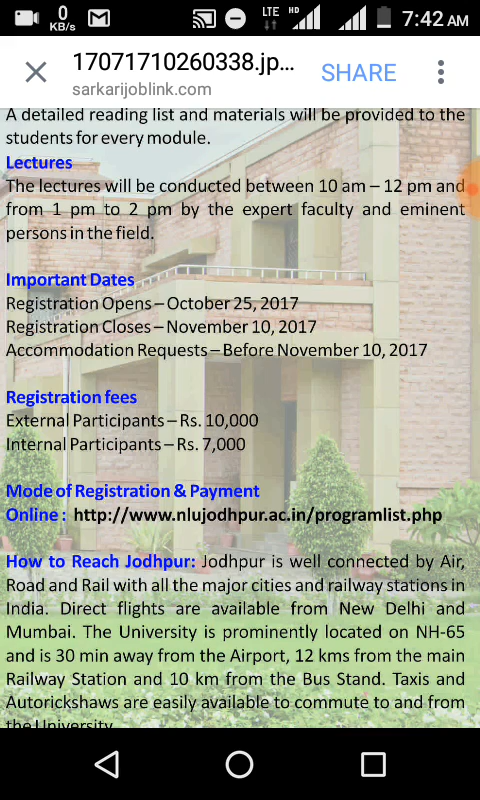 0
KB/s
LTE
HD
7:42 AM
17071710260338.jp...
sarkarijoblink.com
SHARE
A detailed reading list and materials will be provided to the
students for every module.
Lectures
The lectures will be conducted between 10 am – 12 pm and
from 1 pm to 2 pm by the expert faculty and eminent
persons in the field.
Important Dates
Registration Opens – October 25, 2017
Registration Closes – November 10, 2017
Accommodation Requests – Before November 10, 2017
Registration fees
External Participants – Rs. 10,000
Internal Participants – Rs. 7,000
Mode of Registration & Payment
Online : http://www.nlujodhpur.ac.in/programlist.php
How to Reach Jodhpur: Jodhpur is well connected by Air,
Road and Rail with all the major cities and railway stations in
India. Direct flights are available from New Delhi and
Mumbai. The University is prominently located on NH-65
and is 30 min away from the Airport, 12 kms from the main
Railway Station and 10 km from the Bus Stand. Taxis and
Autorickshaws are easily available to commute to and from
the University.